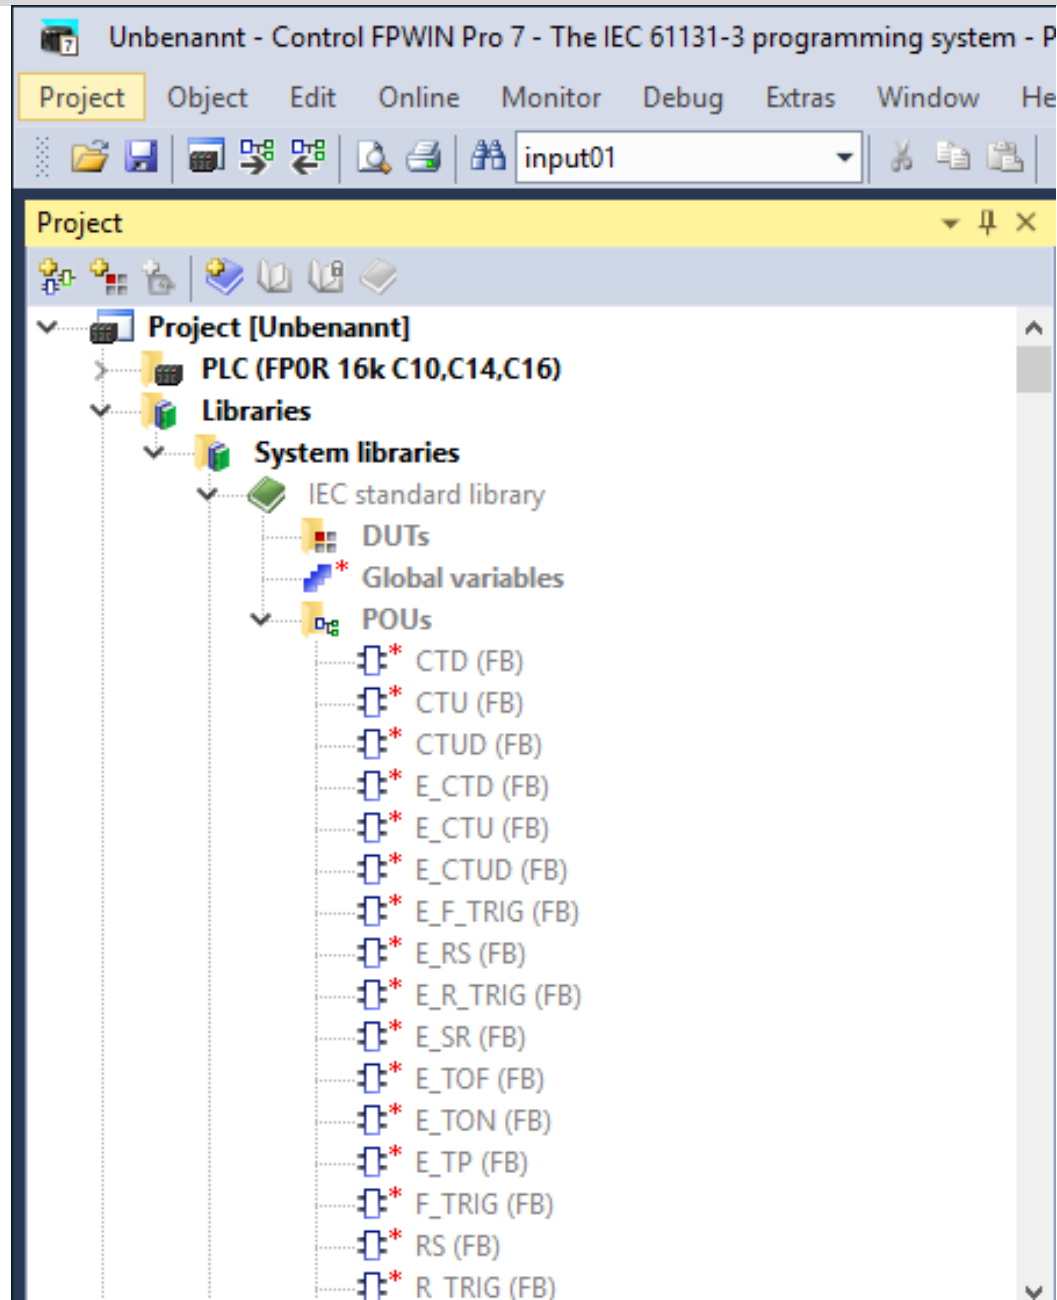 Unbenannt - Control FPWIN Pro 7 - The IEC 61131-3 programming system - P
Project Object Edit Online Monitor Debug Extras Window He
input01
Project
Project [Unbenannt]
PLC (FP0R 16k C10,C14,C16)
Libraries
System libraries
IEC standard library
DUTs
Global variables
POUs
CTD (FB)
CTU (FB)
CTUD (FB)
E_CTD (FB)
E_CTU (FB)
E_CTUD (FB)
E_F_TRIG (FB)
E_RS (FB)
E_R_TRIG (FB)
E_SR (FB)
E_TOF (FB)
E_TON (FB)
E_TP (FB)
F_TRIG (FB)
RS (FB)
R_TRIG (FB)